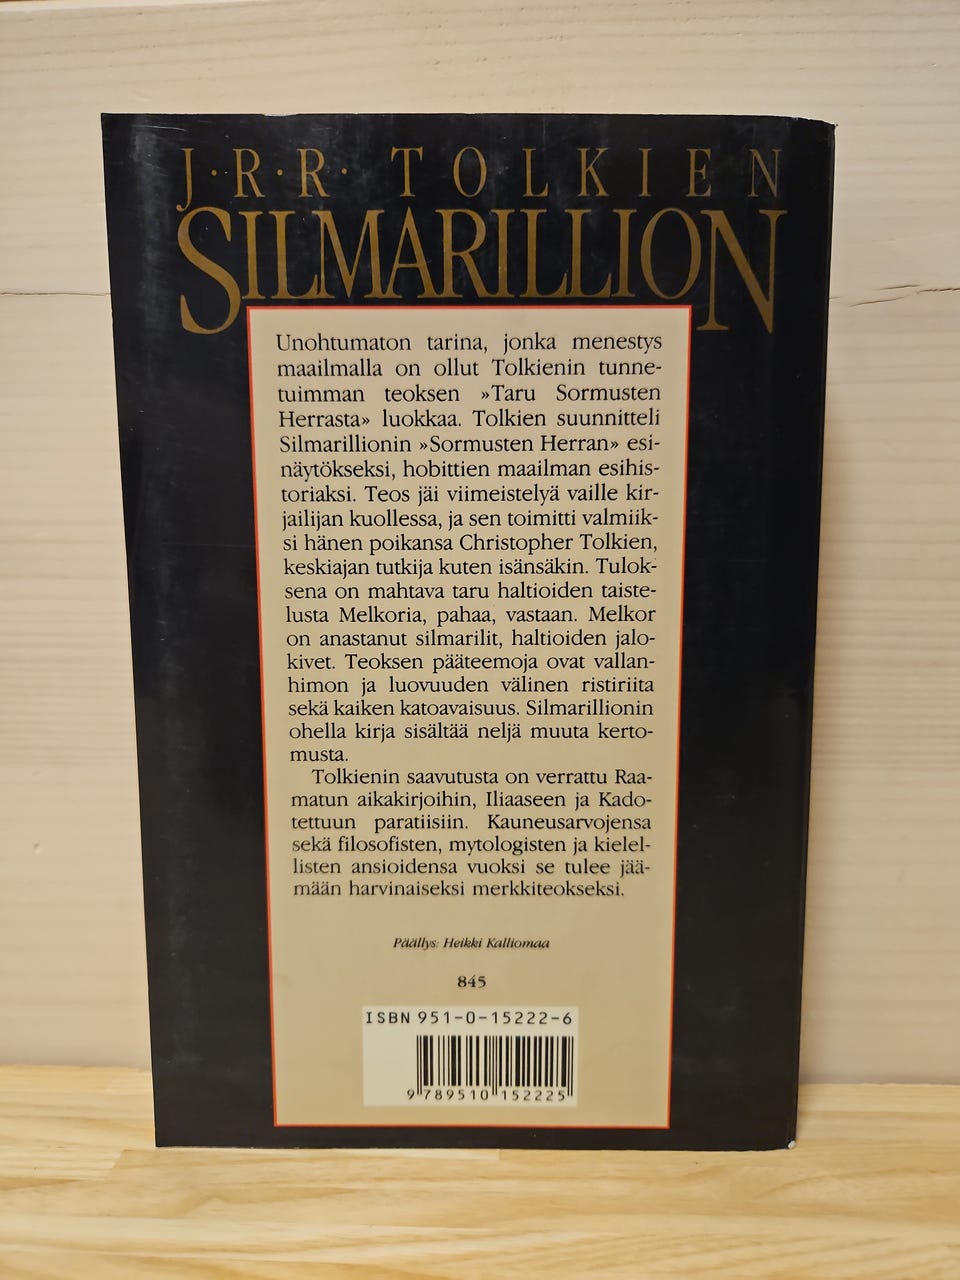 J·R·R· TOLKIEN
SILMARILLION
Unohtumaton tarina, jonka menestys
maailmalla on ollut Tolkienin tunne-
tuimman teoksen »Taru Sormusten
Herrasta» luokkaa. Tolkien suunnitteli
Silmarillionin »Sormusten Herran» esi-
näytökseksi, hobittien maailman esihis-
toriaksi. Teos jäi viimeistelyä vaille kir-
jailijan kuollessa, ja sen toimitti valmiik-
si hänen poikansa Christopher Tolkien,
keskiajan tutkija kuten isänsäkin. Tulok-
sena on mahtava taru haltioiden taiste-
lusta Melkoria, pahaa, vastaan. Melkor
on anastanut silmarilit, haltioiden jalo-
kivet. Teoksen pääteemoja ovat vallan-
himon ja luovuuden välinen ristiriita
sekä kaiken katoavaisuus. Silmarillionin
ohella kirja sisältää neljä muuta kerto-
musta.
Tolkienin saavutusta on verrattu Raa-
matun aikakirjoihin, Iliaaseen ja Kado-
tettuun paratiisiin. Kauneusarvojensa
sekä filosofisten, mytologisten ja kielel-
listen ansioidensa vuoksi se tulee jää-
mään harvinaiseksi merkkiteokseksi.
Päällys: Heikki Kalliomaa
845
ISBN 951-0-15222-6
9 789510 152225